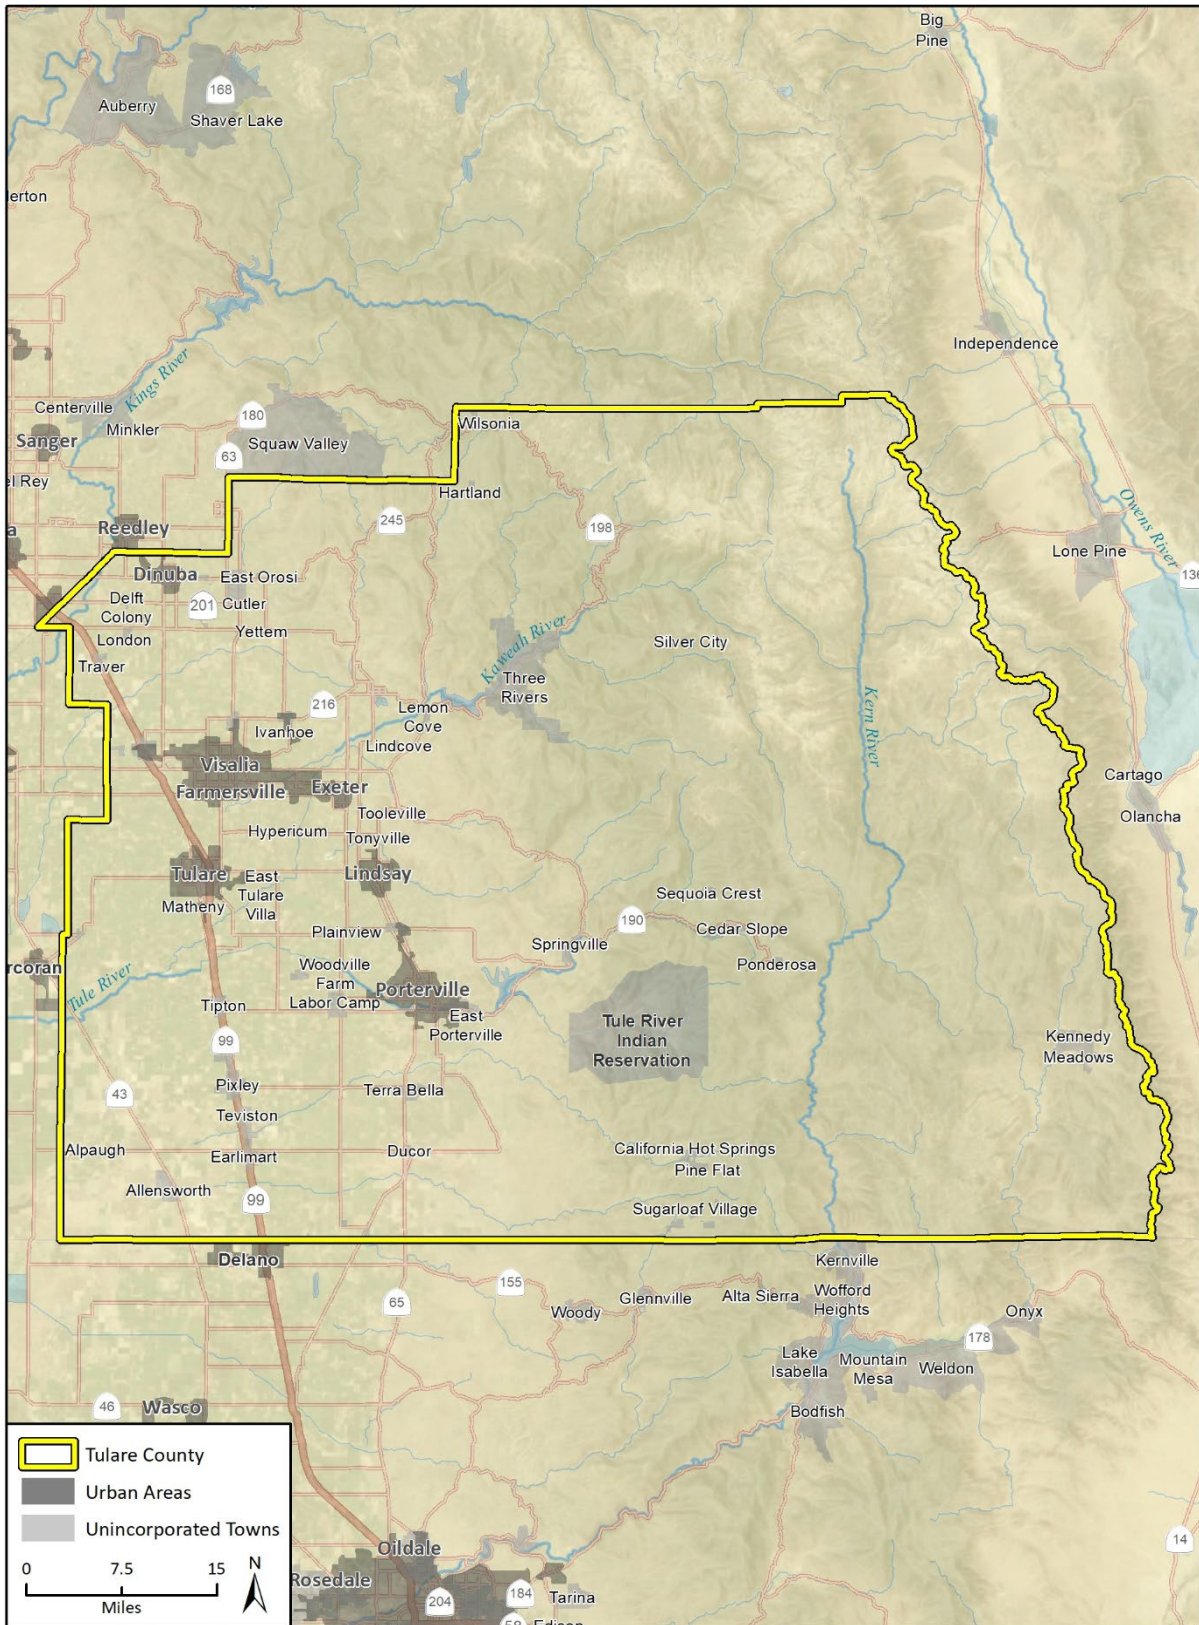 Big
Pine
168
Auberry
Shaver Lake
lerton
Independence
Kings River
Centerville
180
Minkler
Wilsonia
Sanger
Squaw Valley
63
el Rey
Hartland
Owens River
245
198
Reedley
a
Lone Pine
Dinuba
East Orosi
136
Delft
Colony
201
Cutler
London
Yettem
Kaweah River
Silver City
Traver
Three
Rivers
Kern River
216
Lemon
Cove
Ivanhoe
Lindcove
Visalia
Cartago
Farmersville
Exeter
Tooleville
Olancha
Hypericum
Tonyville
Tulare
East
Tulare
Villa
Lindsay
Matheny
Sequoia Crest
190
Cedar Slope
Plainview
Springville
rcoran
Woodville
Farm
Labor Camp
Ponderosa
Tule River
Porterville
Tipton
East
Porterville
Tule River
Indian
Reservation
Kennedy
Meadows
99
43
Pixley
Terra Bella
Teviston
Alpaugh
Earlimart
Ducor
California Hot Springs
Pine Flat
Allensworth
99
Sugarloaf Village
Delano
Kernville
155
65
Woody
Glennville
Alta Sierra
Wofford
Heights
Onyx
178
Lake
Isabella
Mountain
Mesa
Weldon
46
Wasco
Bodfish
Tulare County
Urban Areas
Unincorporated Towns
0
7.5
15
Miles
N
14
Oildale
Rosedale
204
184
Tarina
58
Edison